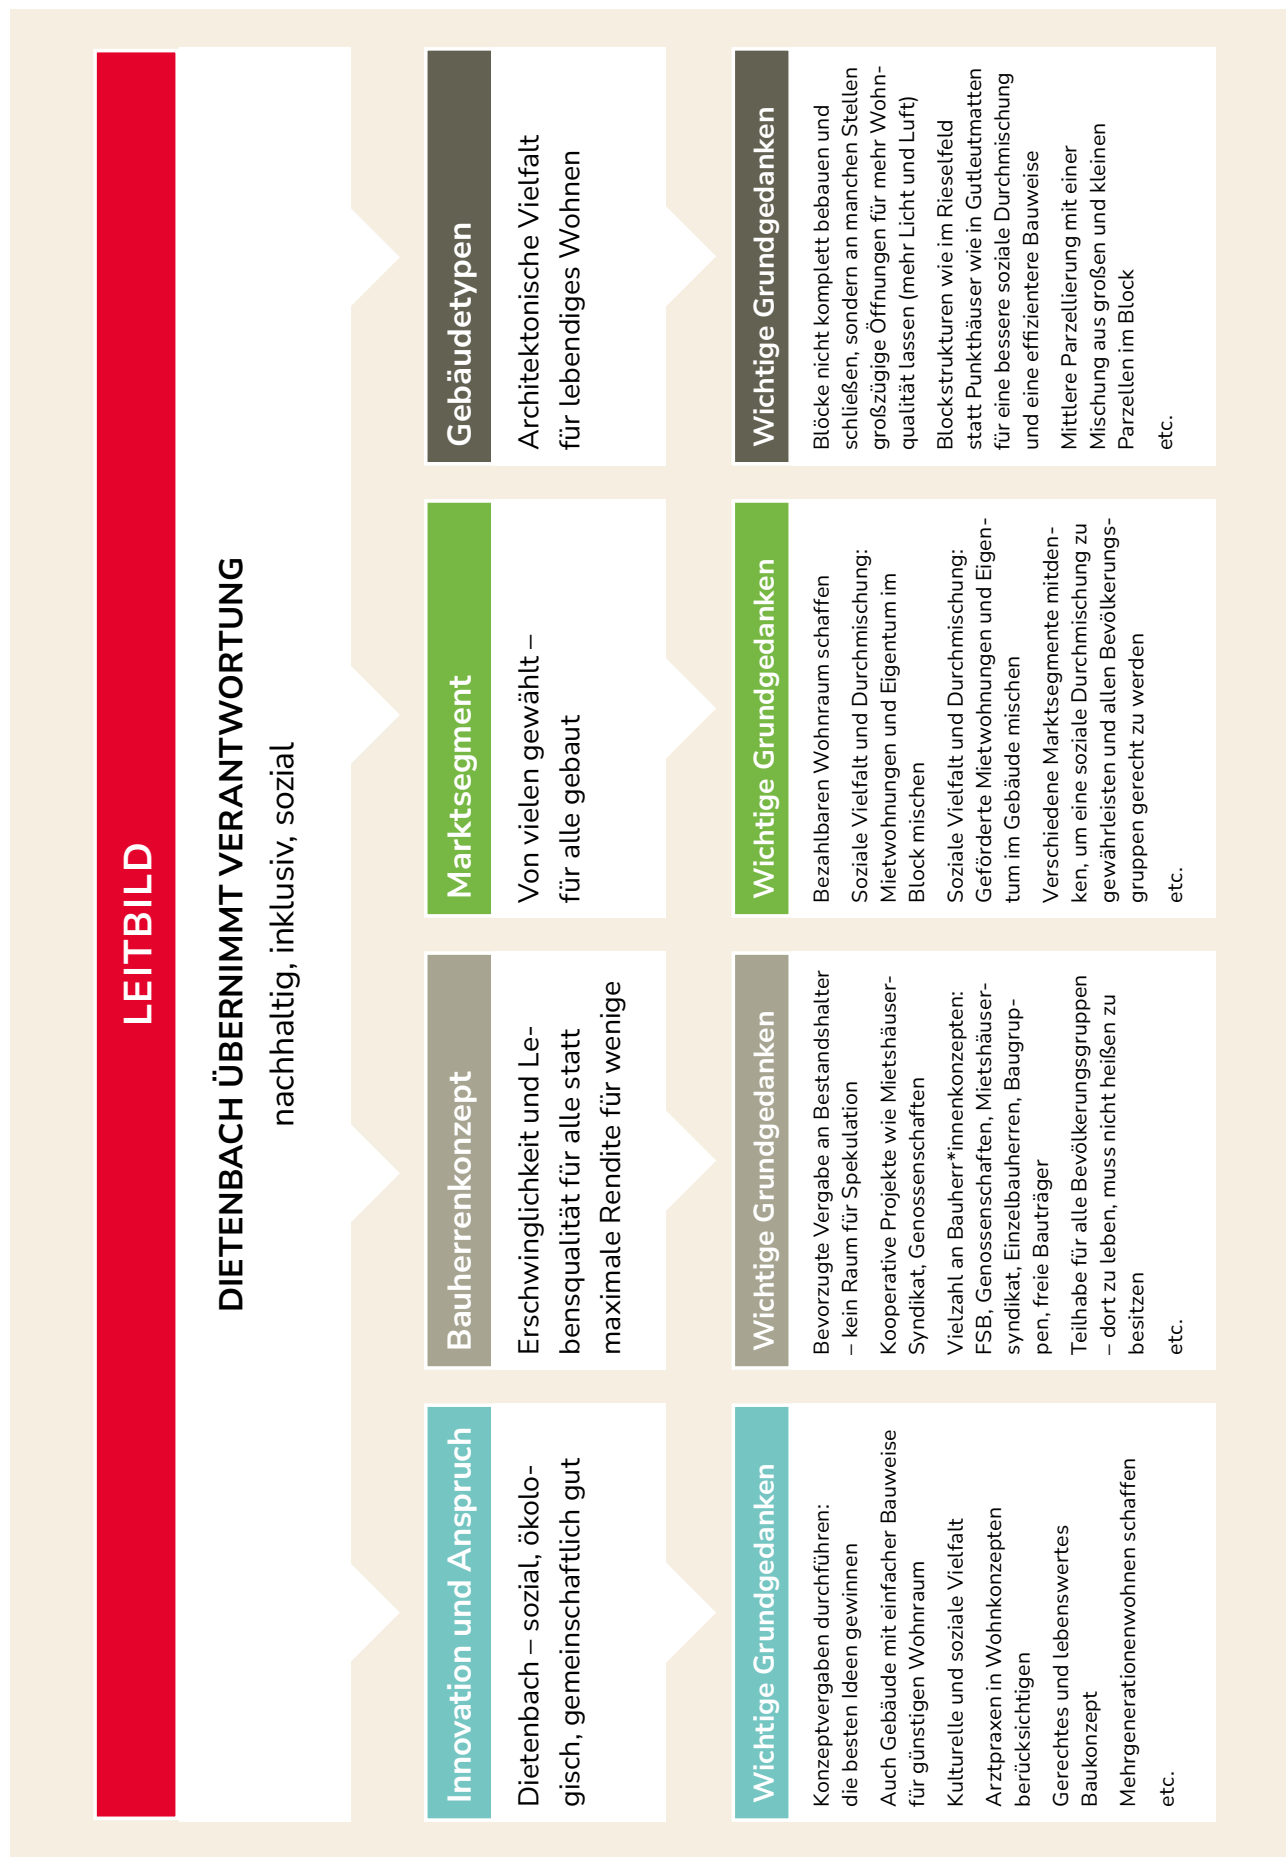 LEITBILD
DIETENBACH ÜBERNIMMT VERANTWORTUNG
nachhaltig, inklusiv, sozial
Innovation und Anspruch
Dietenbach – sozial, ökolo-
gisch, gemeinschaftlich gut
Wichtige Grundgedanken
Konzeptvergaben durchführen:
die besten Ideen gewinnen
Auch Gebäude mit einfacher Bauweise
für günstigen Wohnraum
Kulturelle und soziale Vielfalt
Arztpraxen in Wohnkonzepten
berücksichtigen
Gerechtes und lebenswertes
Baukonzept
Mehrgenerationenwohnen schaffen
etc.
Bauherrenkonzept
Erschwinglichkeit und Le-
bensqualität für alle statt
maximale Rendite für wenige
Wichtige Grundgedanken
Bevorzugte Vergabe an Bestandshalter
– kein Raum für Spekulation
Kooperative Projekte wie Mietshäuser-
Syndikat, Genossenschaften
Vielzahl an Bauherr*innenkonzepten:
FSB, Genossenschaften, Mietshäuser-
syndikat, Einzelbauherren, Baugrup-
pen, freie Bauträger
Teilhabe für alle Bevölkerungsgruppen
– dort zu leben, muss nicht heißen zu
besitzen
etc.
Marktsegment
Von vielen gewählt –
für alle gebaut
Wichtige Grundgedanken
Bezahlbaren Wohnraum schaffen
Soziale Vielfalt und Durchmischung:
Mietwohnungen und Eigentum im
Block mischen
Soziale Vielfalt und Durchmischung:
Geförderte Mietwohnungen und Eigen-
tum im Gebäude mischen
Verschiedene Marktsegmente mitden-
ken, um eine soziale Durchmischung zu
gewährleisten und allen Bevölkerungs-
gruppen gerecht zu werden
etc.
Gebäudetypen
Architektonische Vielfalt
für lebendiges Wohnen
Wichtige Grundgedanken
Blöcke nicht komplett bebauen und
schließen, sondern an manchen Stellen
großzügige Öffnungen für mehr Wohn-
qualität lassen (mehr Licht und Luft)
Blockstrukturen wie im Rieselfeld
statt Punkthäuser wie in Gutleutmatten
für eine bessere soziale Durchmischung
und eine effizientere Bauweise
Mittlere Parzellierung mit einer
Mischung aus großen und kleinen
Parzellen im Block
etc.